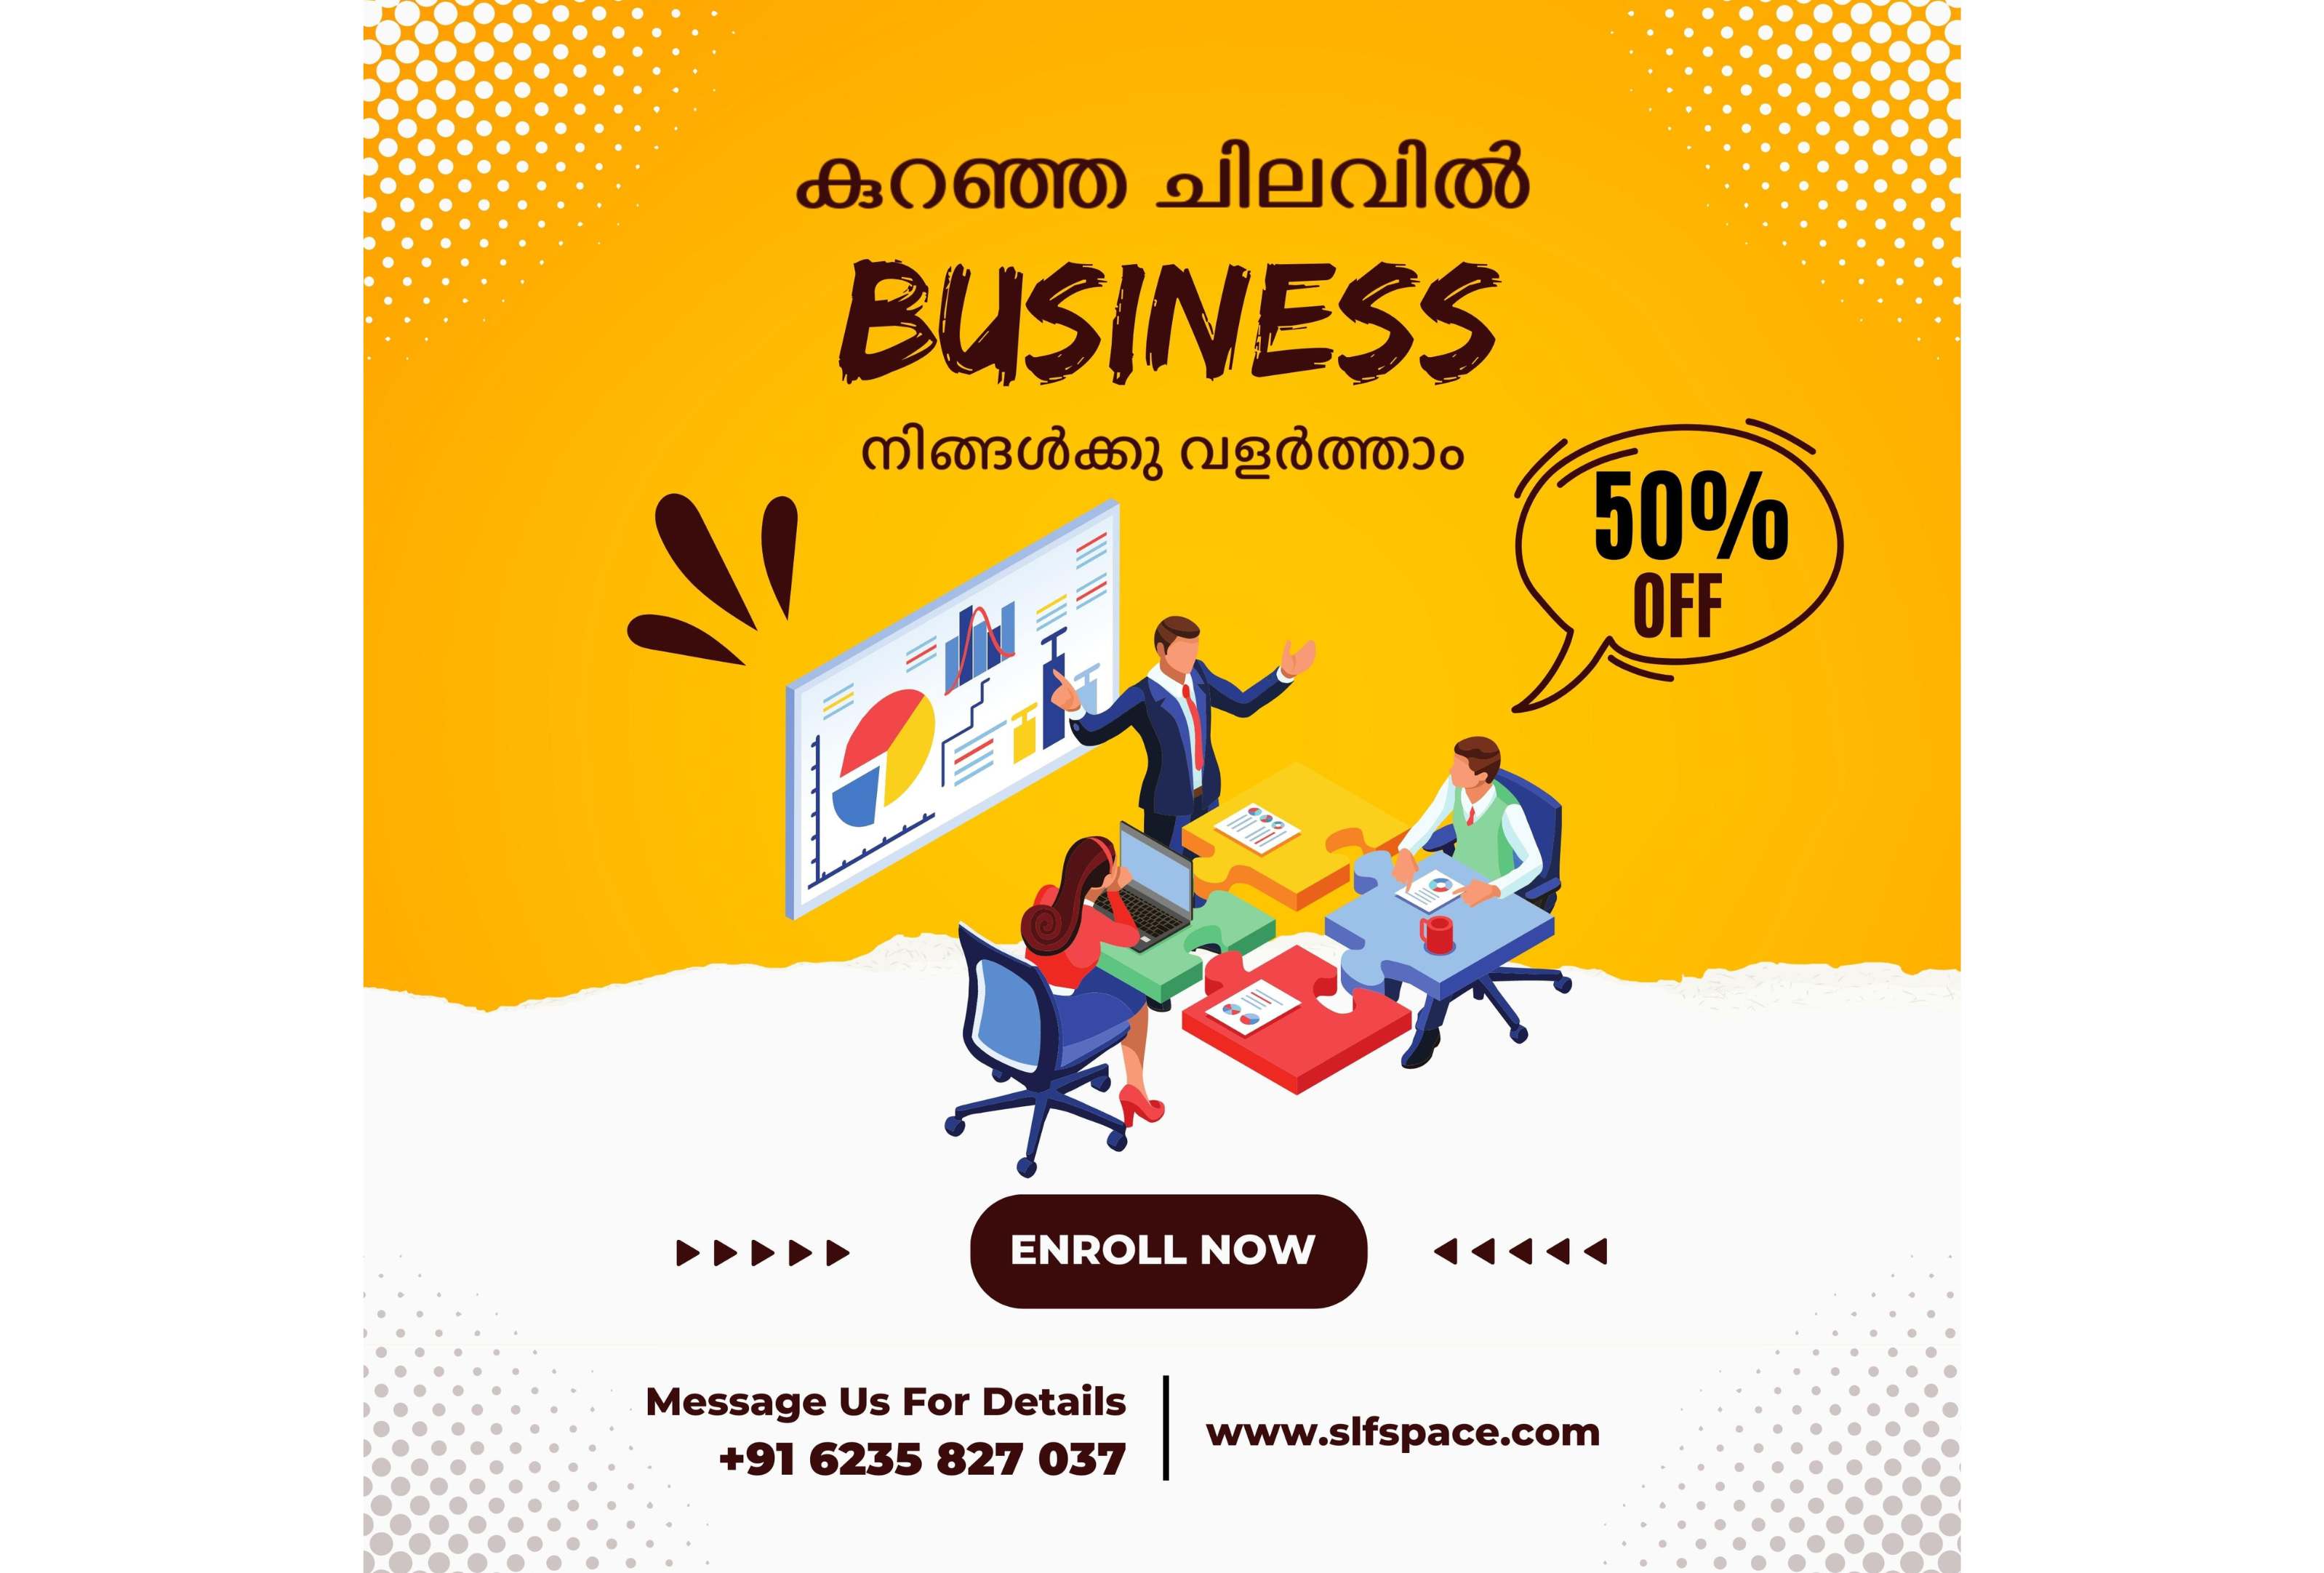 കുറഞ്ഞ ചിലവിൽ
BUSINESS
നിങ്ങൾക്കു വളർത്താം
50%
OFF
ENROLL NOW
Message Us For Details
+91 6235 827 037
www.slfspace.com